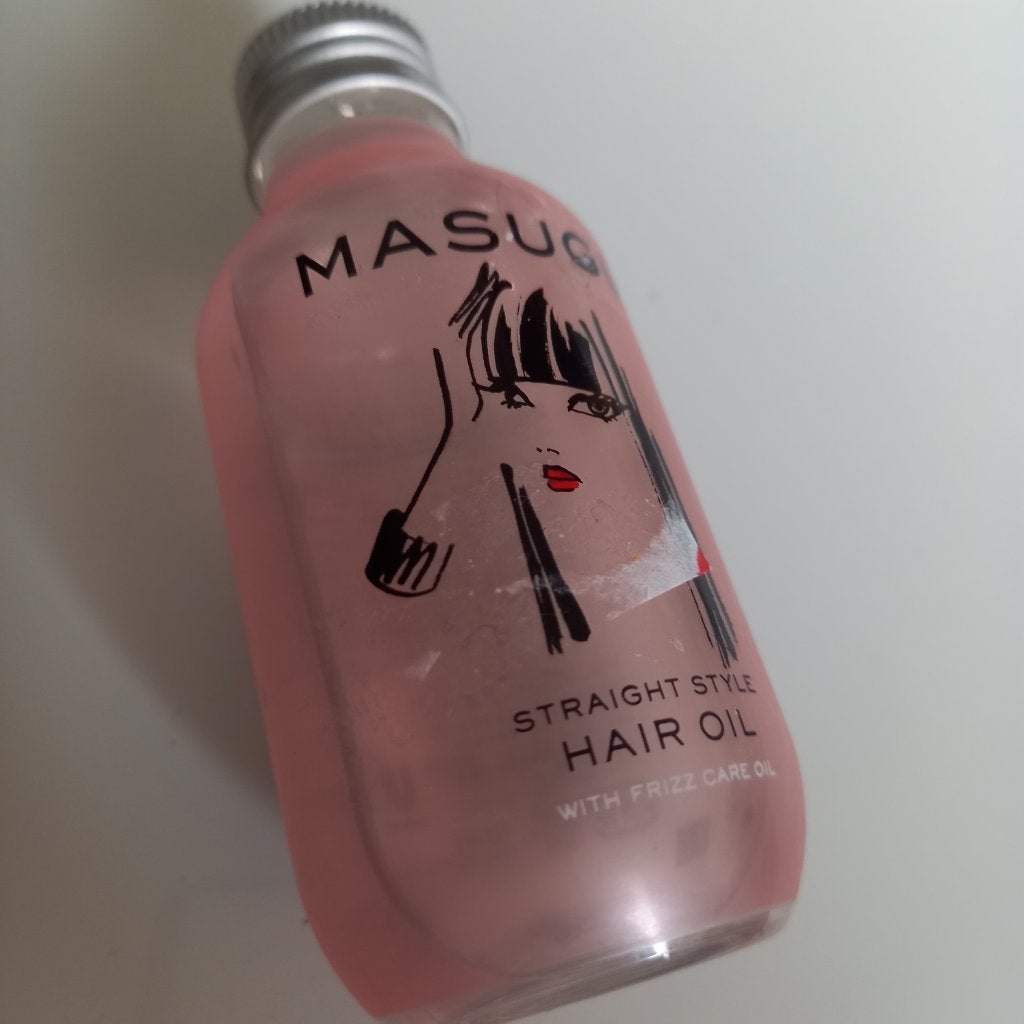 MASUG
STRAIGHT STYLE
HAIR OIL
WITH FRIZZ CARE OIL